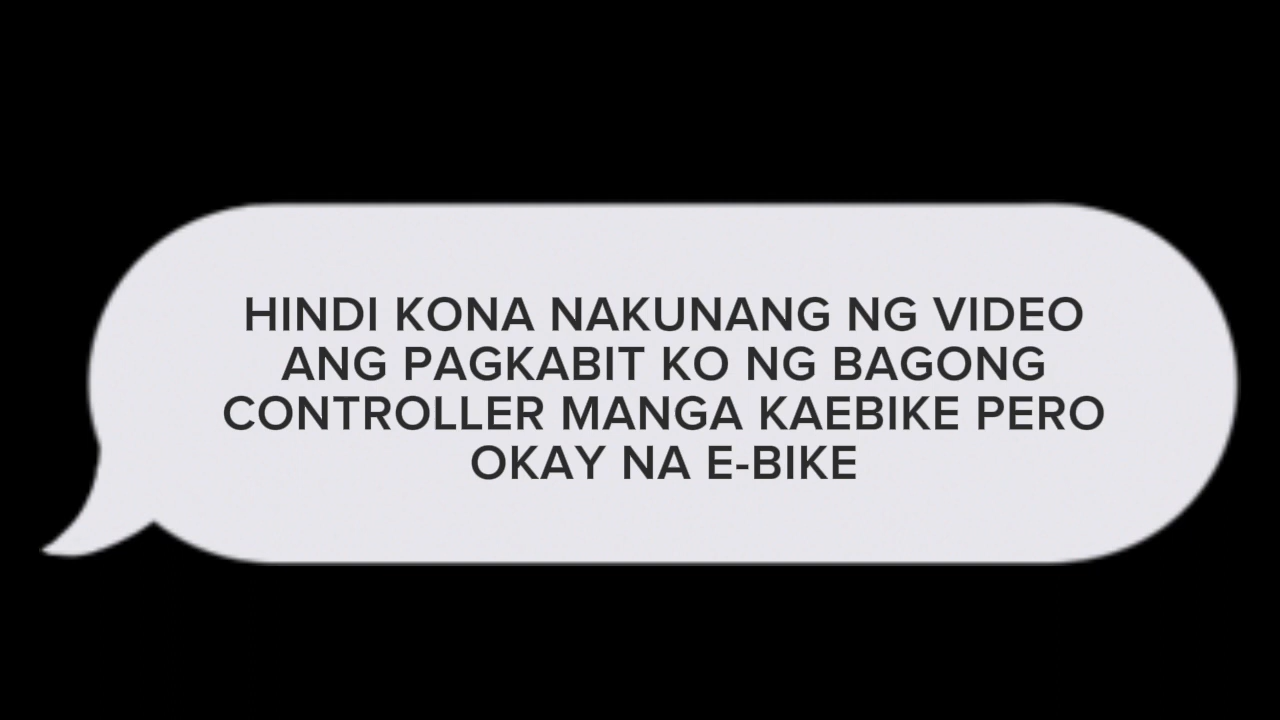 HINDI KONA NAKUNANG NG VIDEO
ANG PAGKABIT KO NG BAGONG
CONTROLLER MANGA KAEBIKE PERO
OKAY NA E-BIKE